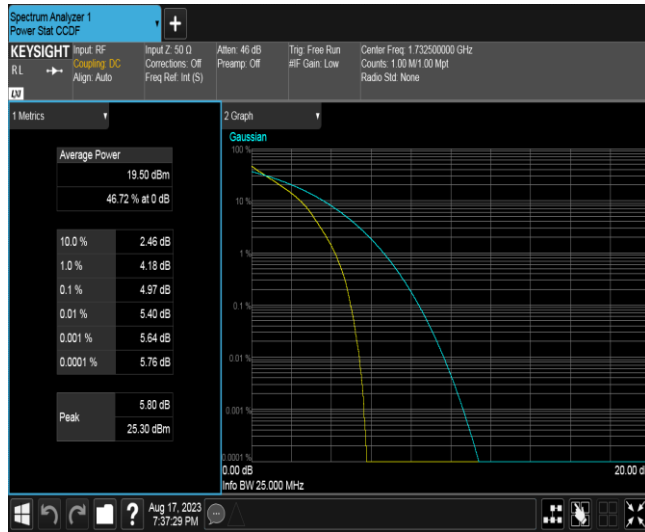 Spectrum Analyzer 1
Power Stat CCDF
+
KEYSIGHT
RL
LXI
Input: RF
Coupling: DC
Align: Auto
Input Z: 50 Ω
Corrections: Off
Freq Ref: Int (S)
Atten: 46 dB
Preamp: Off
Trig: Free Run
#IF Gain: Low
Center Freq: 1.732500000 GHz
Counts: 1.00 M/1.00 Mpt
Radio Std: None
1 Metrics
Average Power
19.50 dBm
46.72 % at 0 dB
10.0 % 2.46 dB
1.0 % 4.18 dB
0.1 % 4.97 dB
0.01 % 5.40 dB
0.001 % 5.64 dB
0.0001 % 5.76 dB
Peak 5.80 dB
25.30 dBm
2 Graph
Gaussian
100 %
10 %
1 %
0.1 %
0.01 %
0.001 %
0.0001 %
0.00 dB 20.00 d
Info BW 25.000 MHz
? Aug 17, 2023
7:37:29 PM